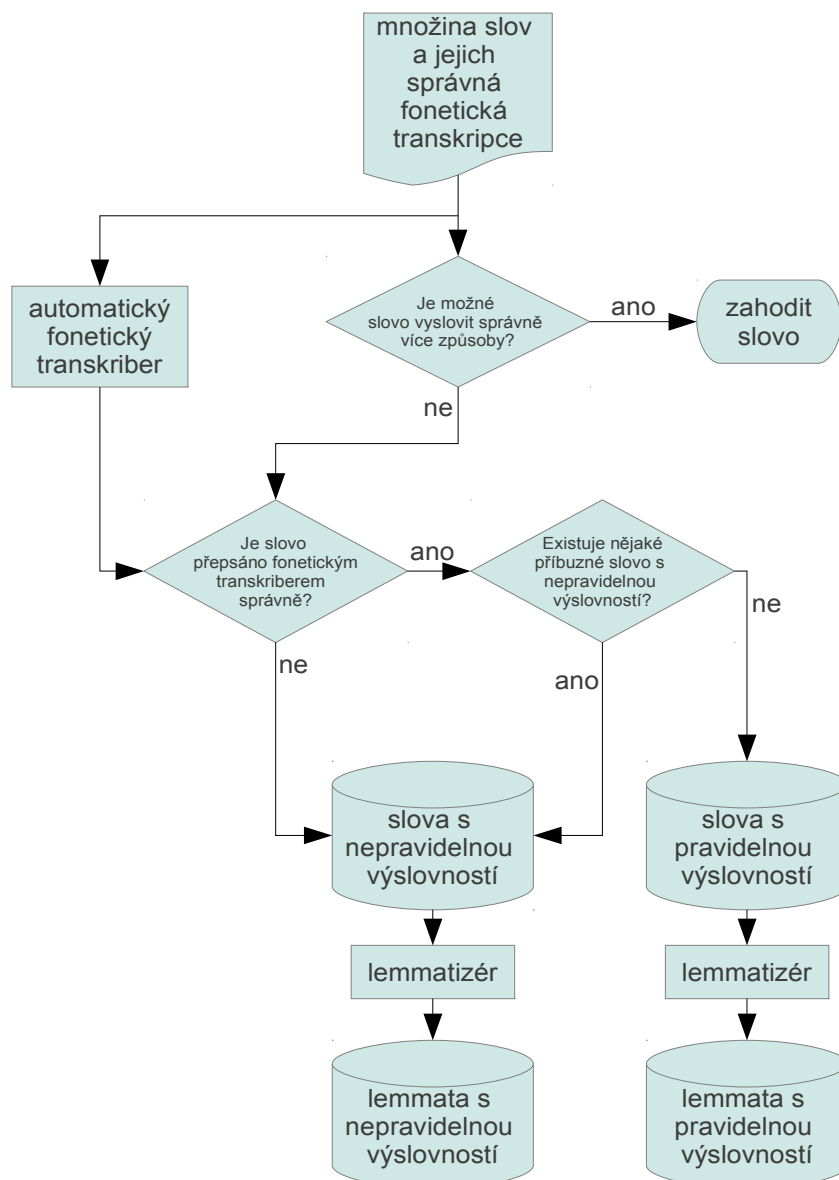 množina slov
a jejich
správná
fonetická
transkripce
automatický
fonetický
transkriber
Je možné
slovo vyslovit správně
více způsoby?
ano
zahodit
slovo
ne
Je slovo
přepsáno fonetickým
transkriberem
správně?
ano
Existuje nějaké
příbuzné slovo s
nepravidelnou
výslovností?
ne
ne
ano
slova s
nepravidelnou
výslovností
slova s
pravidelnou
výslovností
lemmatizér
lemmatizér
lemmata s
nepravidelnou
výslovností
lemmata s
pravidelnou
výslovností